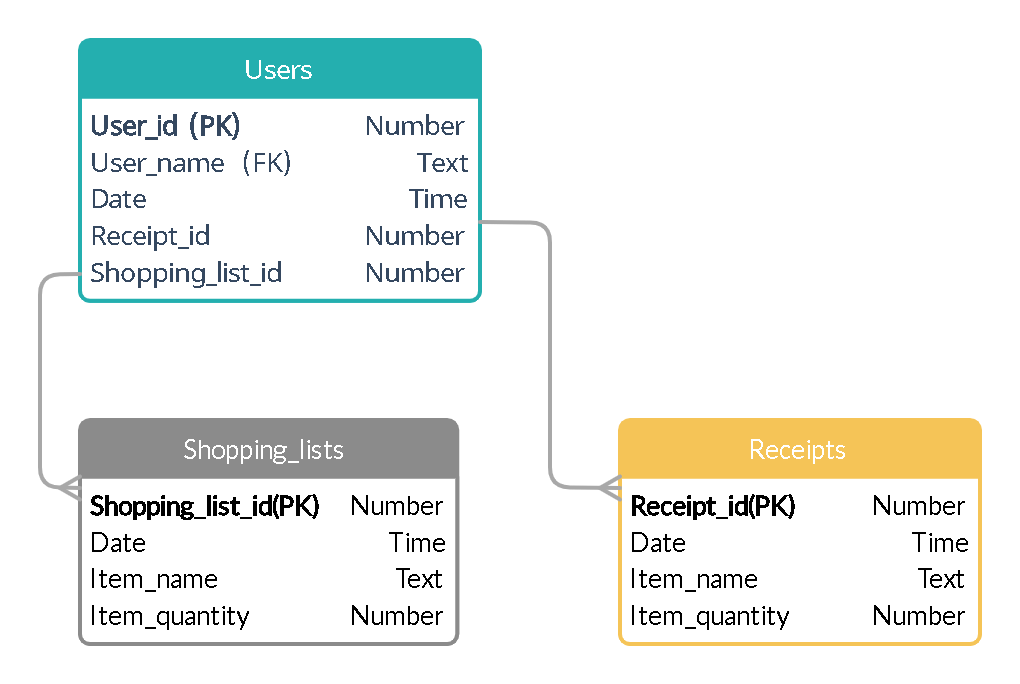 Users
User_id (PK) Number
User_name (FK) Text
Date Time
Receipt_id Number
Shopping_list_id Number
Shopping_lists
Shopping_list_id(PK) Number
Date Time
Item_name Text
Item_quantity Number
Receipts
Receipt_id(PK) Number
Date Time
Item_name Text
Item_quantity Number